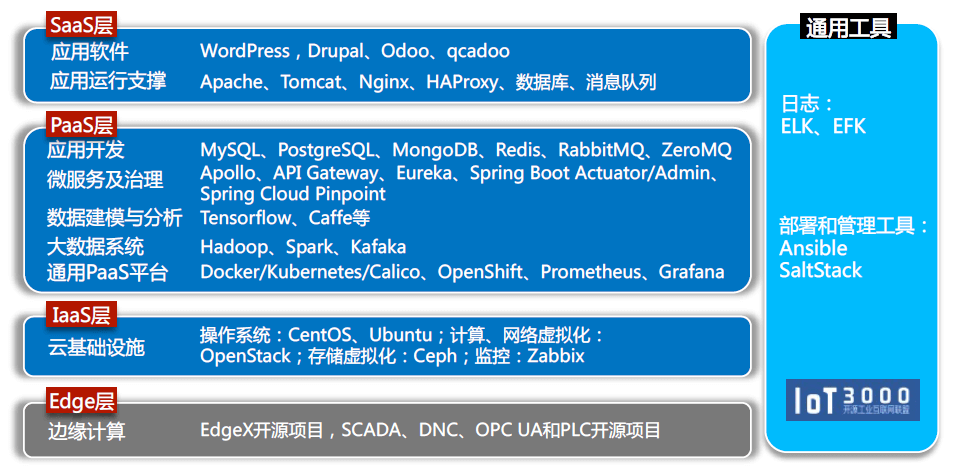 SaaS层
应用软件 WordPress，Drupal、Odoo、qcadoo
应用运行支撑 Apache、Tomcat、Nginx、HAProxy、数据库、消息队列
PaaS层
应用开发 MySQL、PostgreSQL、MongoDB、Redis、RabbitMQ、ZeroMQ
微服务及治理 Apollo、API Gateway、Eureka、Spring Boot Actuator/Admin、
Spring Cloud Pinpoint
数据建模与分析 Tensorflow、Caffe等
大数据系统 Hadoop、Spark、Kafaka
通用PaaS平台 Docker/Kubernetes/Calico、OpenShift、Prometheus、Grafana
IaaS层
云基础设施 操作系统：CentOS、Ubuntu；计算、网络虚拟化：
OpenStack；存储虚拟化：Ceph；监控：Zabbix
Edge层
边缘计算 EdgeX开源项目，SCADA、DNC、OPC UA和PLC开源项目
通用工具
日志：
ELK、EFK
部署和管理工具：
Ansible
SaltStack
IoT 3000
开源工业互联网联盟